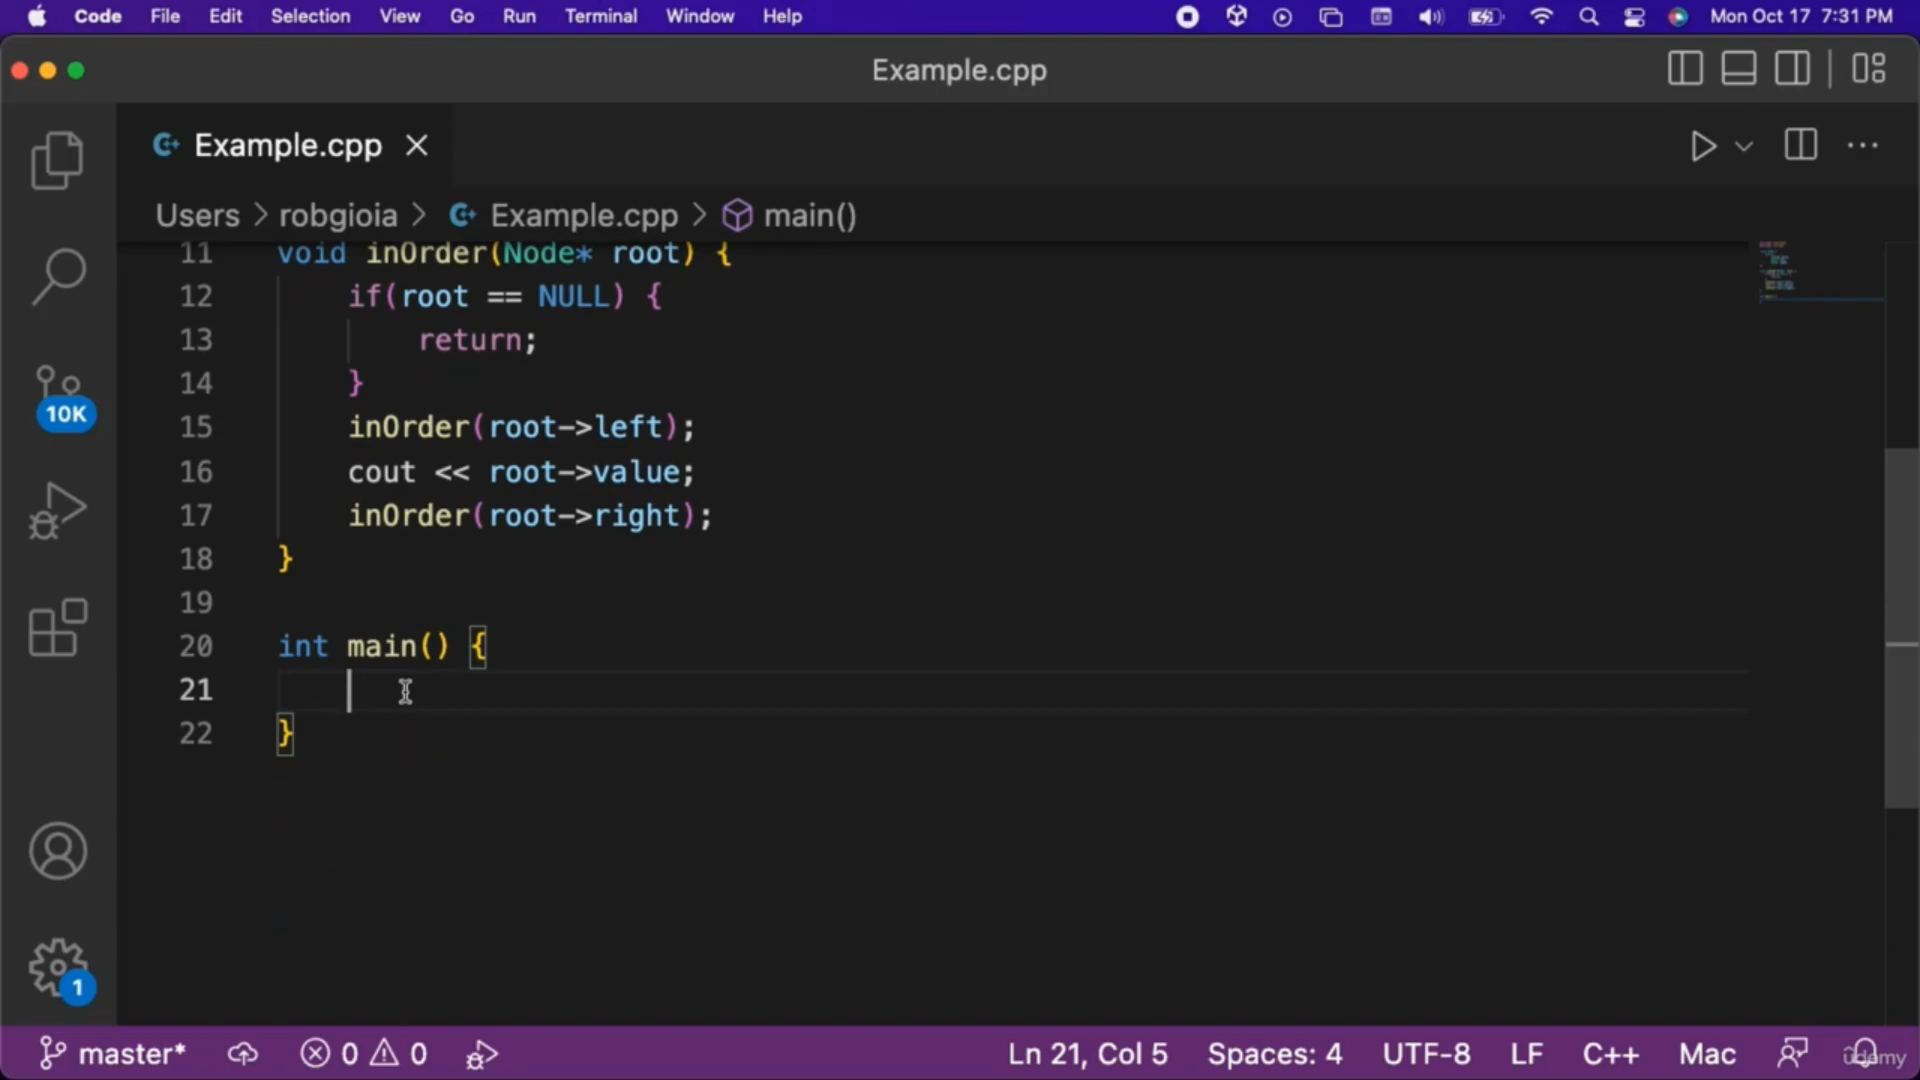 Code File Edit Selection View Go Run Terminal Window Help Mon Oct 17 7:31 PM
Example.cpp
Example.cpp
Users > robgioia > Example.cpp > main()
11 void inOrder(Node* root) {
12 if(root == NULL) {
13 return;
14 }
15 inOrder(root->left);
16 cout << root->value;
17 inOrder(root->right);
18 }
19
20 int main() {
21
22 }
10K
1
master* 0 0 Ln 21, Col 5 Spaces: 4 UTF-8 LF C++ Mac
udemy